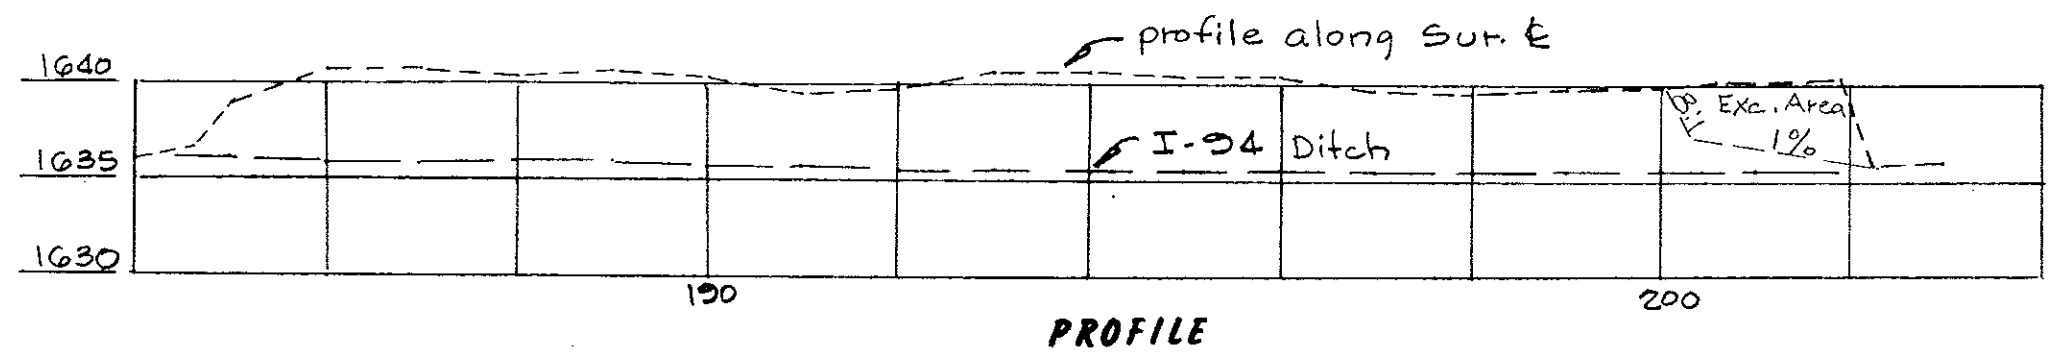 profile along Sur. ℄
1640
Exc. Area
1%
I-94 Ditch
1635
1630
190
200
PROFILE